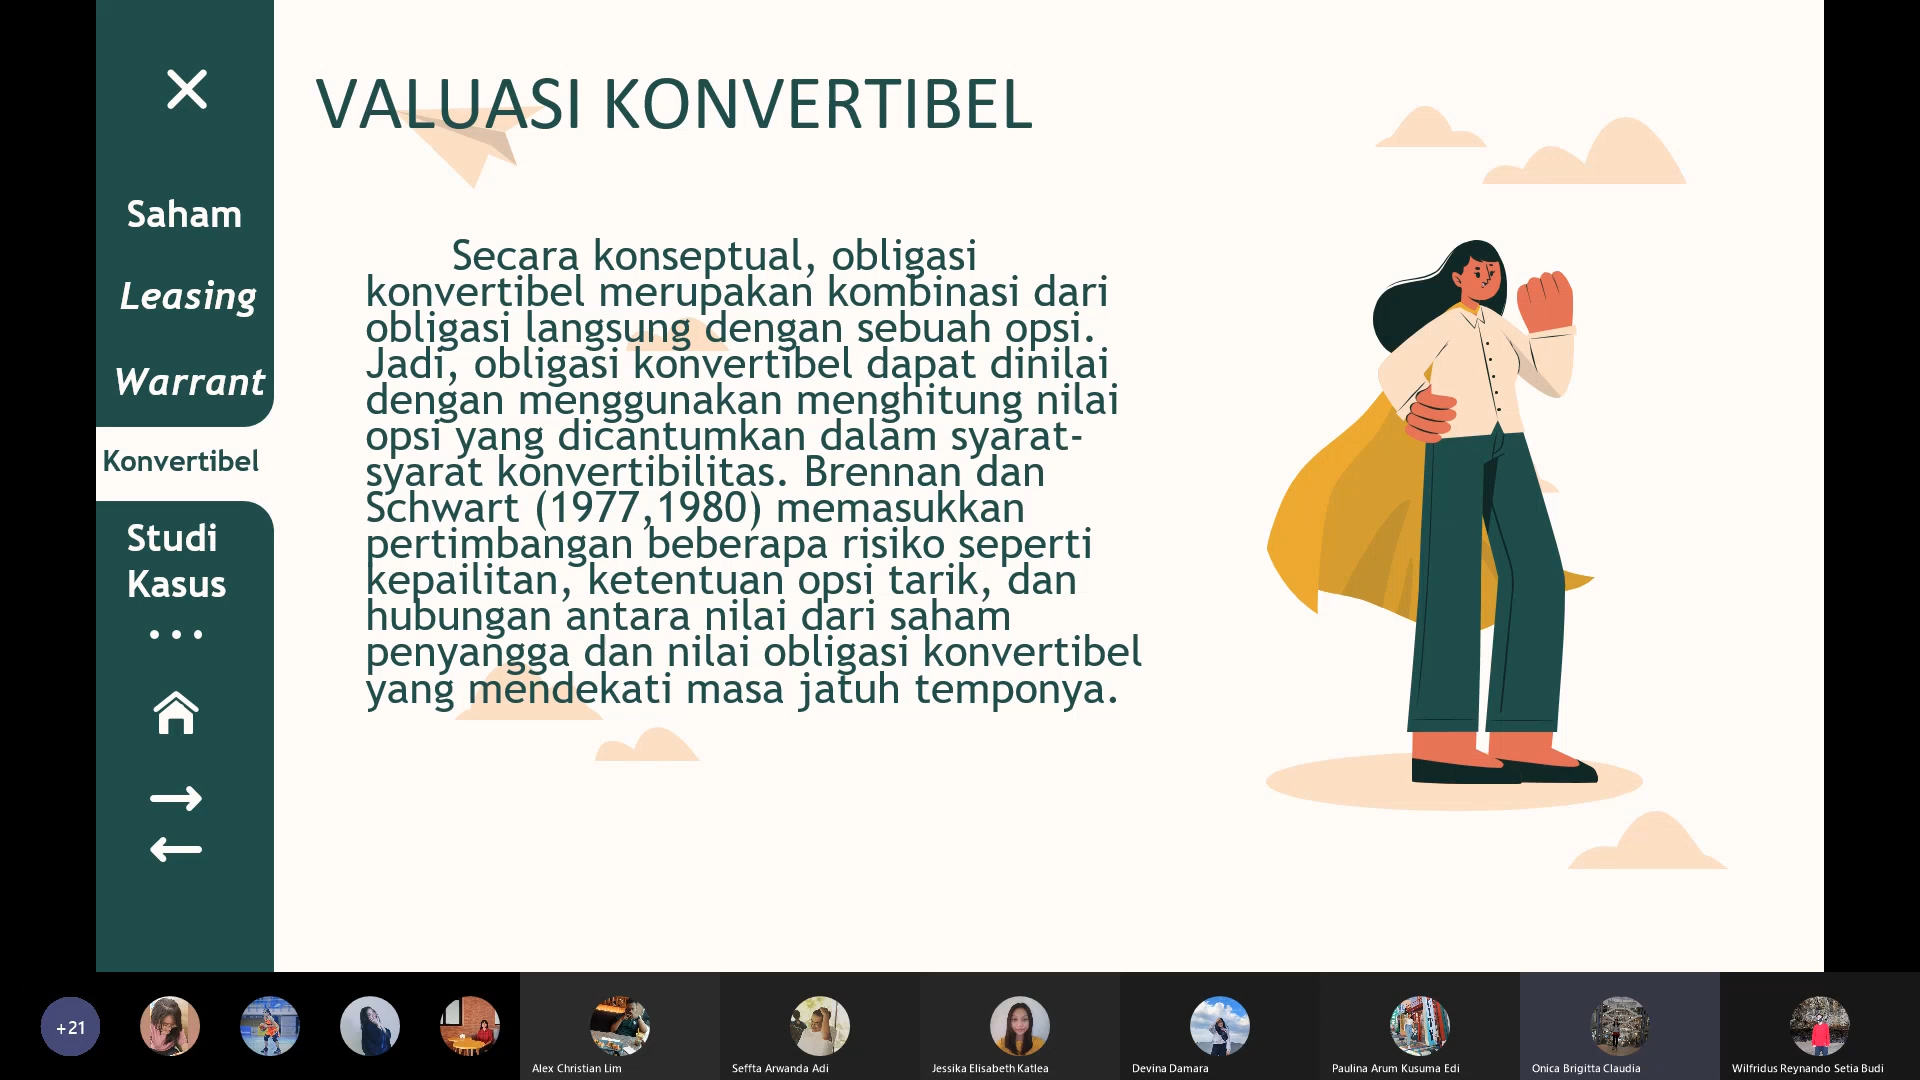 VALUASI KONVERTIBEL
Saham
Leasing
Warrant
Konvertibel
Studi
Kasus
Secara konseptual, obligasi
konvertibel merupakan kombinasi dari
obligasi langsung dengan sebuah opsi.
Jadi, obligasi konvertibel dapat dinilai
dengan menggunakan menghitung nilai
opsi yang dicantumkan dalam syarat-
syarat konvertibilitas. Brennan dan
Schwart (1977,1980) memasukkan
pertimbangan beberapa risiko seperti
kepailitan, ketentuan opsi tarik, dan
hubungan antara nilai dari saham
penyangga dan nilai obligasi konvertibel
yang mendekati masa jatuh temponya.
+21
Alex Christian Lim
Seffta Arwanda Adi
Jessika Elisabeth Katlea
Devina Damara
Paulina Arum Kusuma Edi
Onica Brigitta Claudia
Wilfridus Reynando Setia Budi